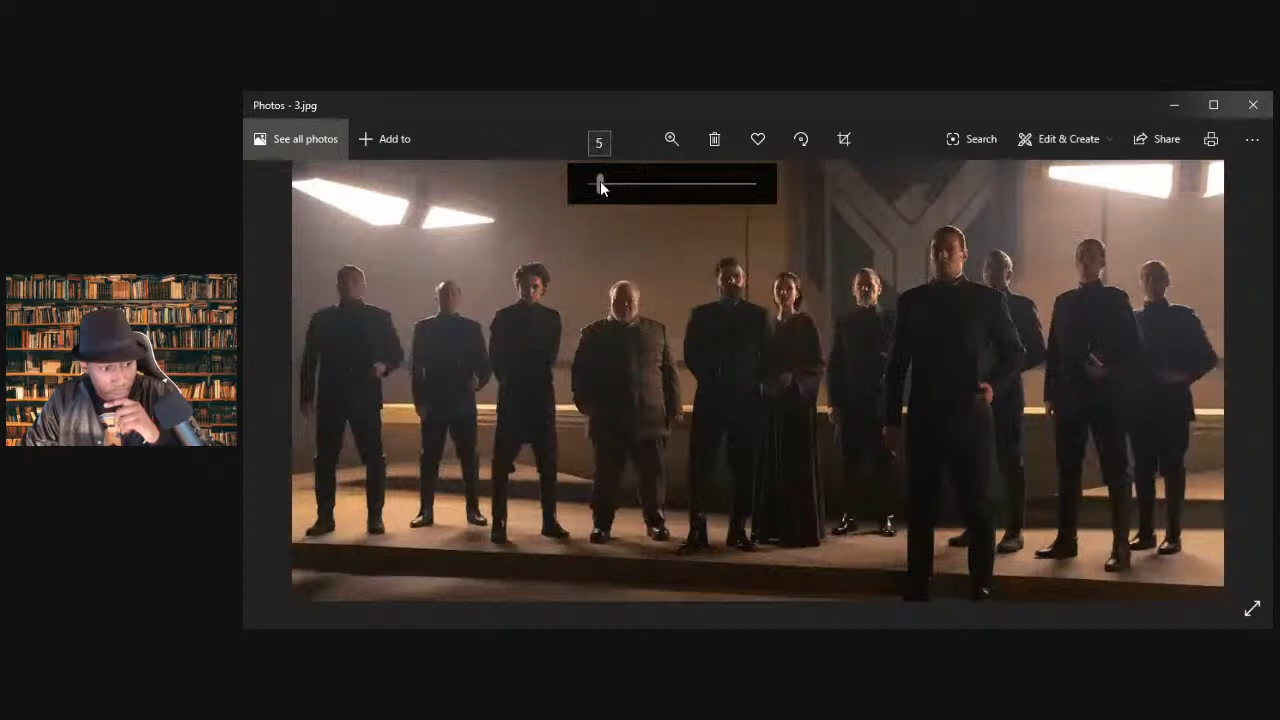 Photos - 3.jpg
See all photos
Add to
5
Search
Edit & Create
Share